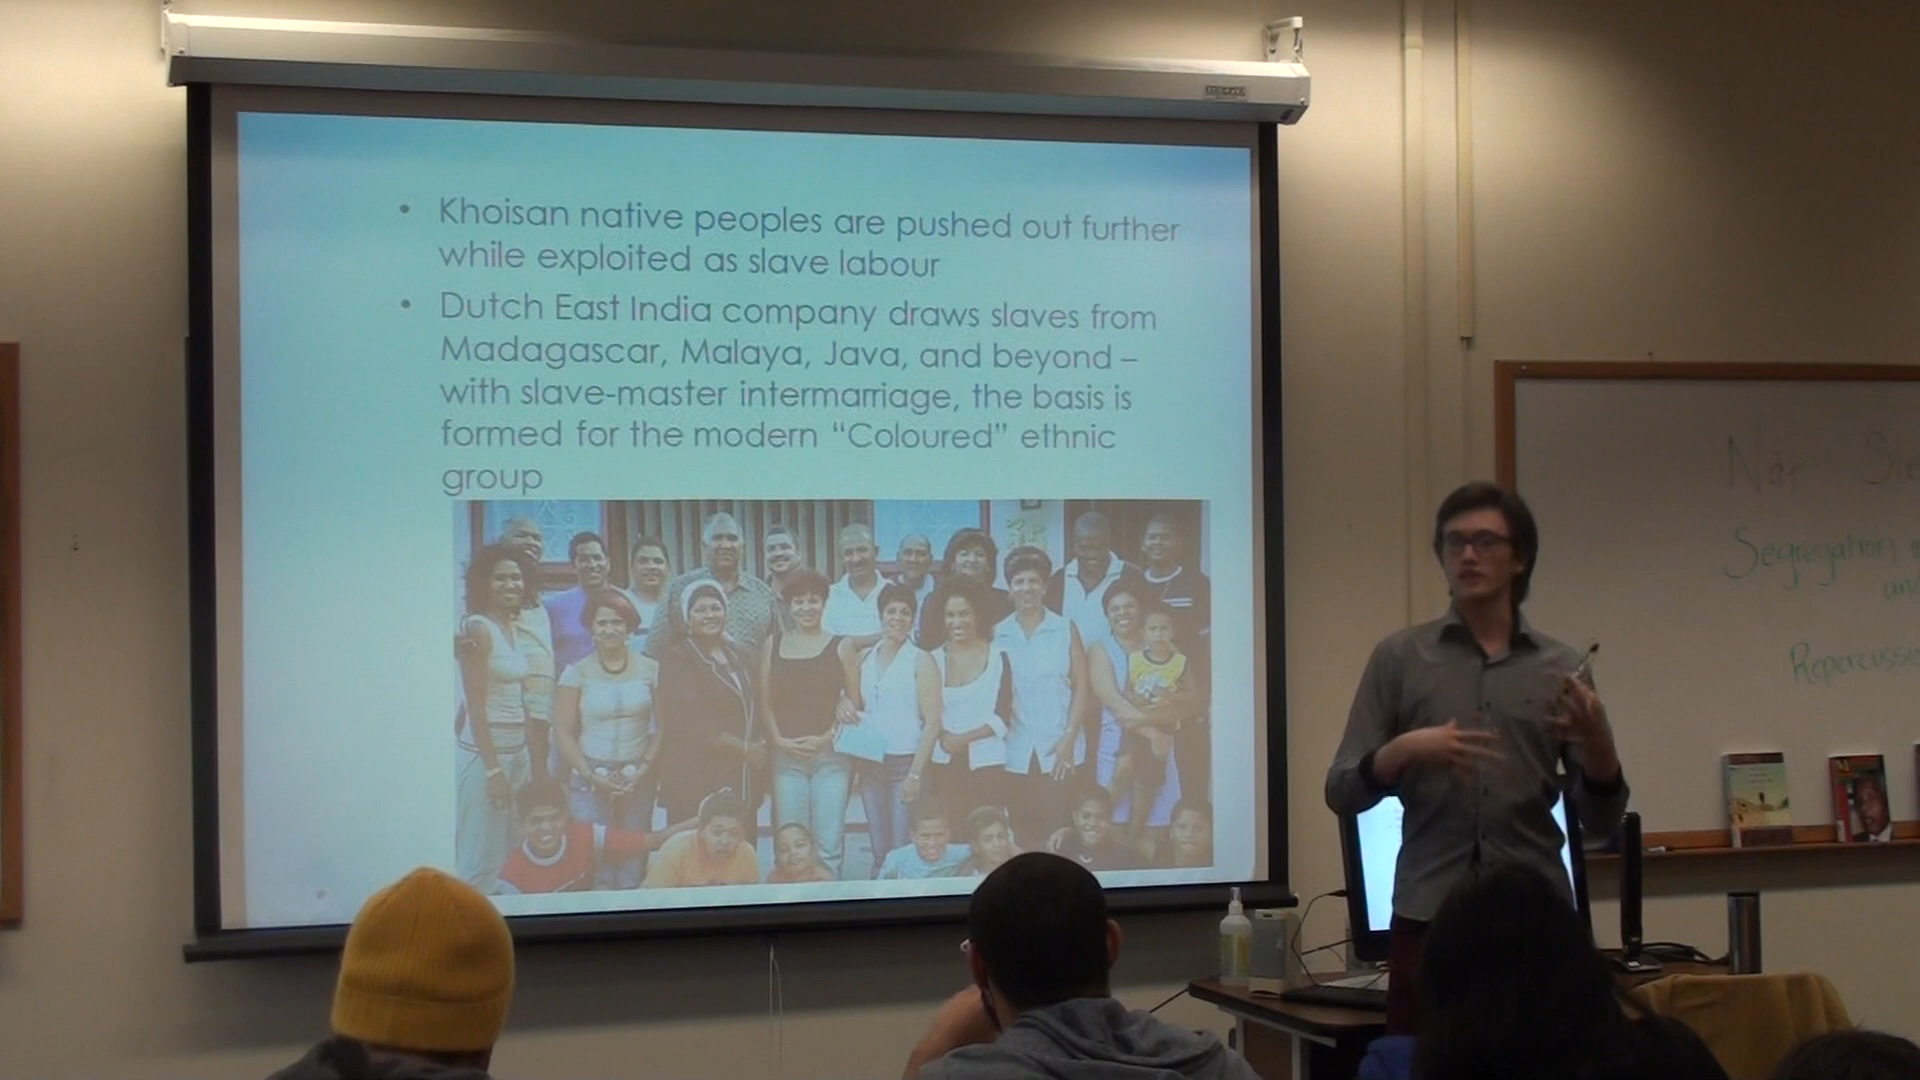 • Khoisan native peoples are pushed out further
while exploited as slave labour
• Dutch East India company draws slaves from
Madagascar, Malaya, Java, and beyond –
with slave-master intermarriage, the basis is
formed for the modern “Coloured” ethnic
group
Segregation